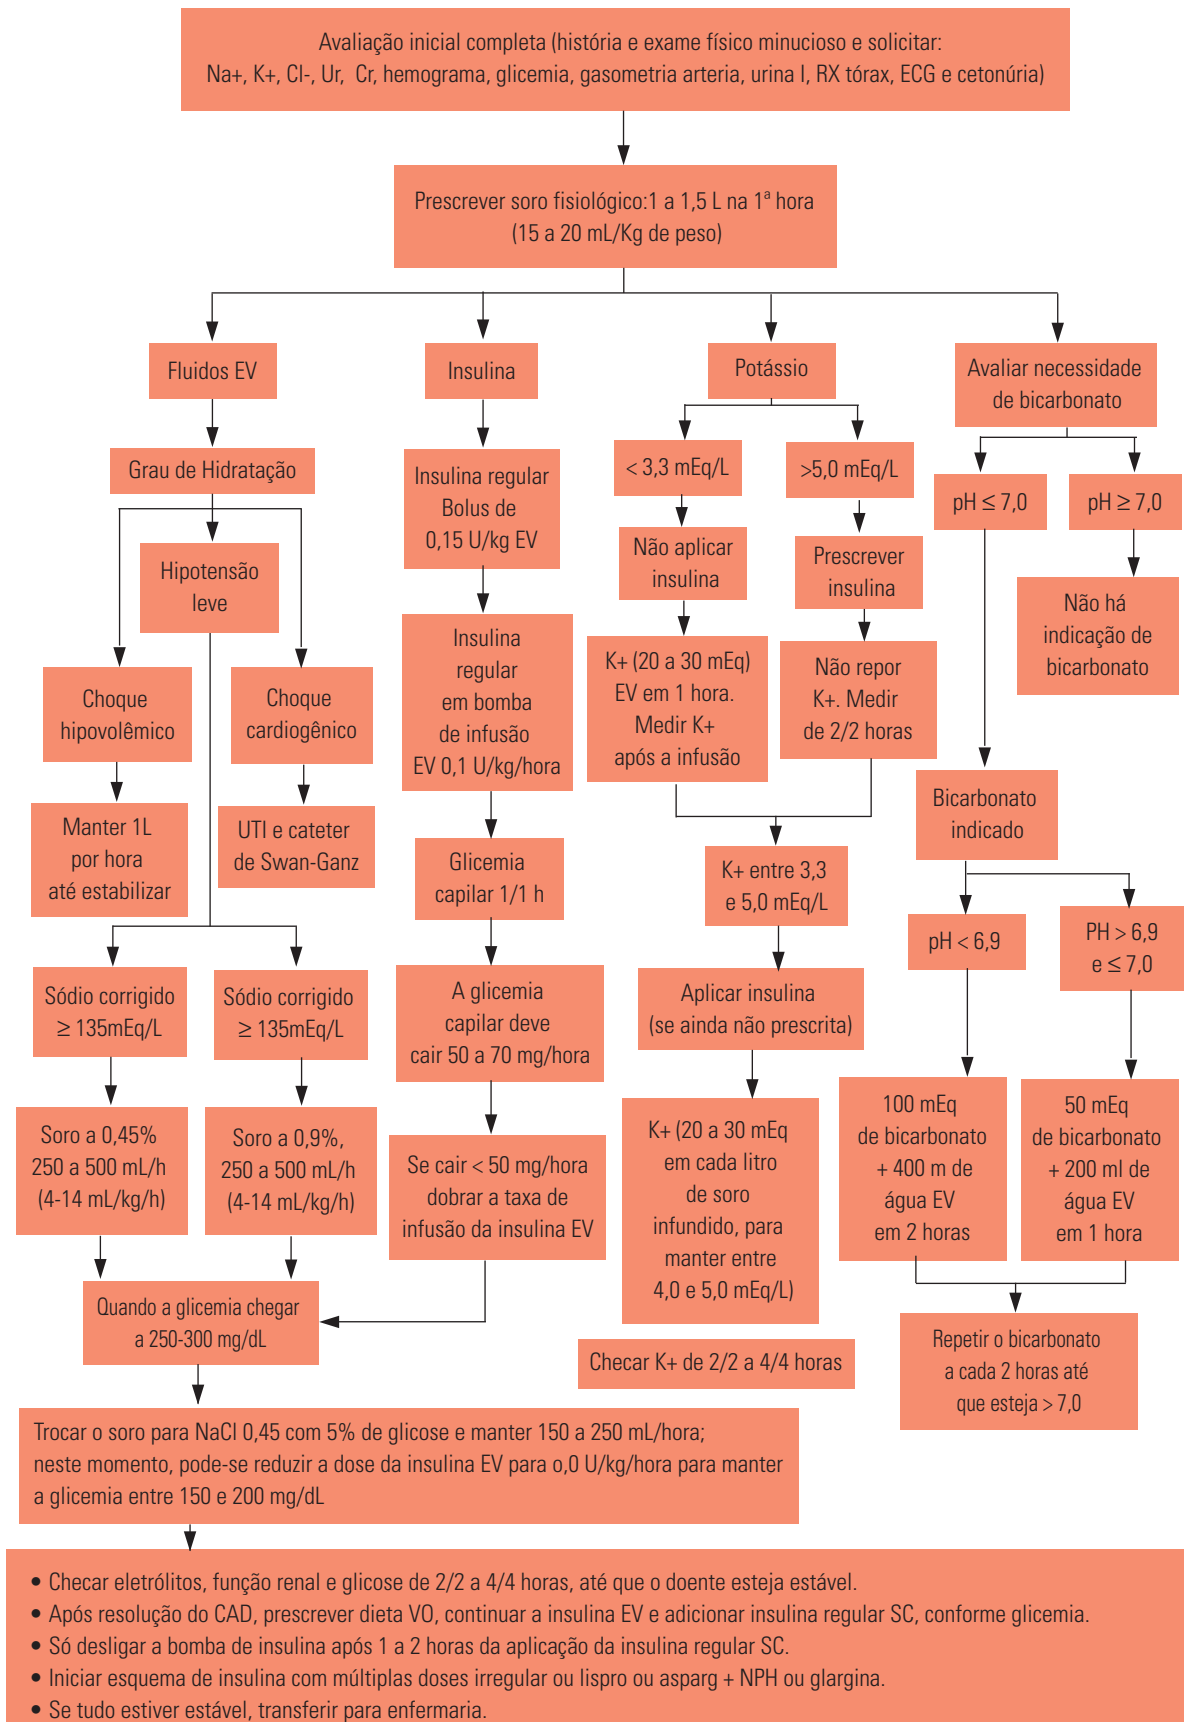 Avaliação inicial completa (história e exame físico minucioso e solicitar:
Na+, K+, Cl-, Ur, Cr, hemograma, glicemia, gasometria arteria, urina I, RX tórax, ECG e cetonúria)
Prescrever soro fisiológico:1 a 1,5 L na 1ª hora
(15 a 20 mL/Kg de peso)
Fluidos EV
Grau de Hidratação
Hipotensão
leve
Choque
hipovolêmico
Choque
cardiogênico
Manter 1L
por hora
até estabilizar
UTI e cateter
de Swan-Ganz
Sódio corrigido
≥ 135mEq/L
Sódio corrigido
≥ 135mEq/L
Soro a 0,45%
250 a 500 mL/h
(4-14 mL/kg/h)
Soro a 0,9%,
250 a 500 mL/h
(4-14 mL/kg/h)
Insulina
Insulina regular
Bolus de
0,15 U/kg EV
Insulina
regular
em bomba
de infusão
EV 0,1 U/kg/hora
Glicemia
capilar 1/1 h
A glicemia
capilar deve
cair 50 a 70 mg/hora
Se cair < 50 mg/hora
dobrar a taxa de
infusão da insulina EV
Quando a glicemia chegar
a 250-300 mg/dL
Potássio
< 3,3 mEq/L
>5,0 mEq/L
Não aplicar
insulina
Prescrever
insulina
K+ (20 a 30 mEq)
EV em 1 hora.
Medir K+
após a infusão
Não repor
K+. Medir
de 2/2 horas
K+ entre 3,3
e 5,0 mEq/L
Aplicar insulina
(se ainda não prescrita)
K+ (20 a 30 mEq
em cada litro
de soro
infundido, para
manter entre
4,0 e 5,0 mEq/L)
Checar K+ de 2/2 a 4/4 horas
Avaliar necessidade
de bicarbonato
pH ≤ 7,0
pH ≥ 7,0
Não há
indicação de
bicarbonato
Bicarbonato
indicado
pH < 6,9
PH > 6,9
e ≤ 7,0
100 mEq
de bicarbonato
+ 400 m de
água EV
em 2 horas
50 mEq
de bicarbonato
+ 200 ml de
água EV
em 1 hora
Repetir o bicarbonato
a cada 2 horas até
que esteja > 7,0
Trocar o soro para NaCl 0,45 com 5% de glicose e manter 150 a 250 mL/hora;
neste momento, pode-se reduzir a dose da insulina EV para o,0 U/kg/hora para manter
a glicemia entre 150 e 200 mg/dL
• Checar eletrólitos, função renal e glicose de 2/2 a 4/4 horas, até que o doente esteja estável.
• Após resolução do CAD, prescrever dieta VO, continuar a insulina EV e adicionar insulina regular SC, conforme glicemia.
• Só desligar a bomba de insulina após 1 a 2 horas da aplicação da insulina regular SC.
• Iniciar esquema de insulina com múltiplas doses irregular ou lispro ou asparg + NPH ou glargina.
• Se tudo estiver estável, transferir para enfermaria.